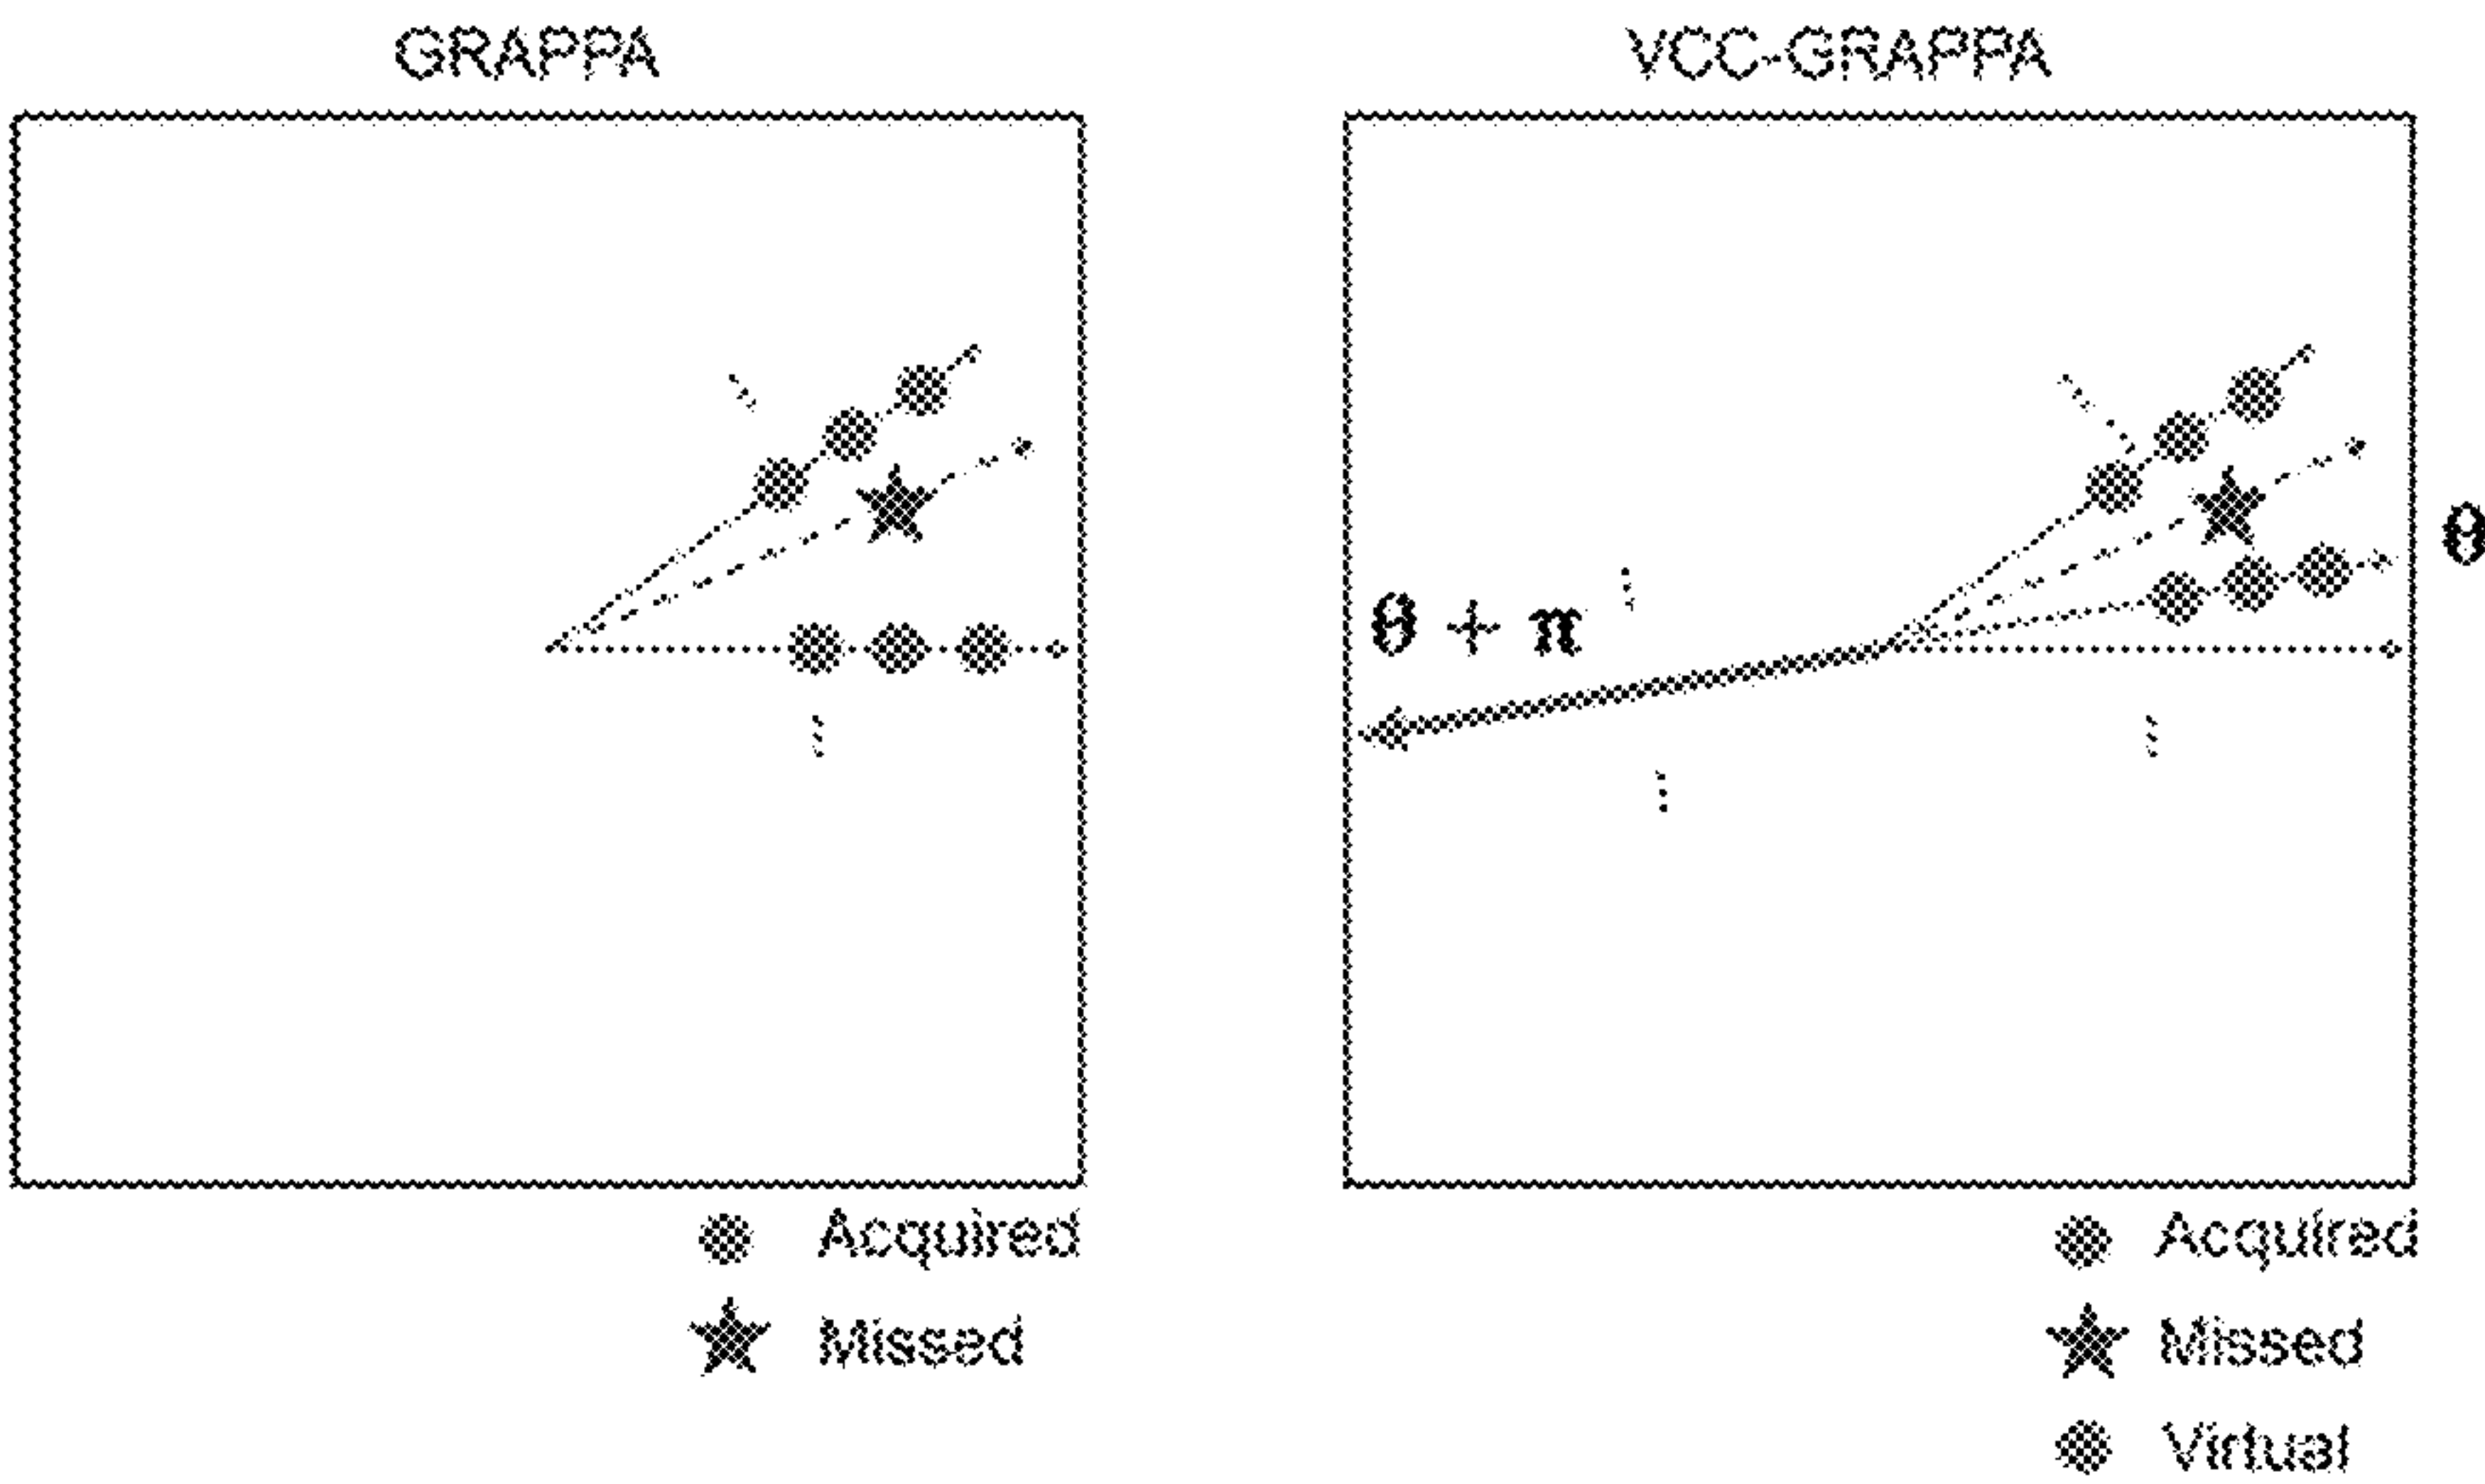 GRAPPA
VCC-GRAPPA
θ
θ + π
Acquired
Missed
Acquired
Missed
Virtual